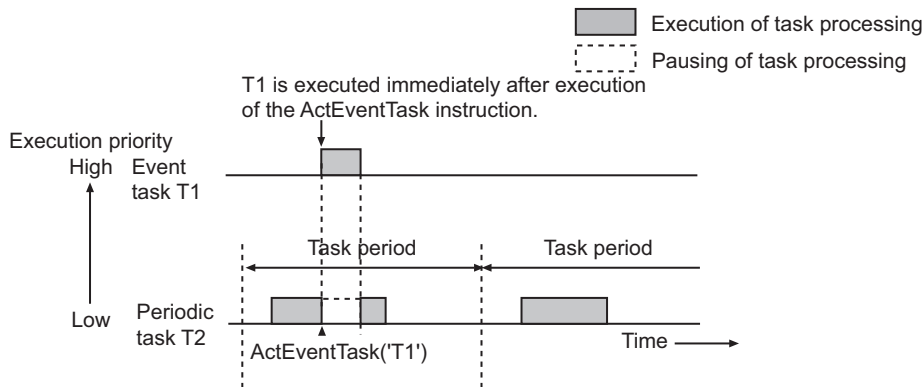 Execution of task processing
Pausing of task processing
T1 is executed immediately after execution
of the ActEventTask instruction.
Execution priority
High
Event
task T1
Task period
Task period
Low
Periodic
task T2
ActEventTask('T1')
Time